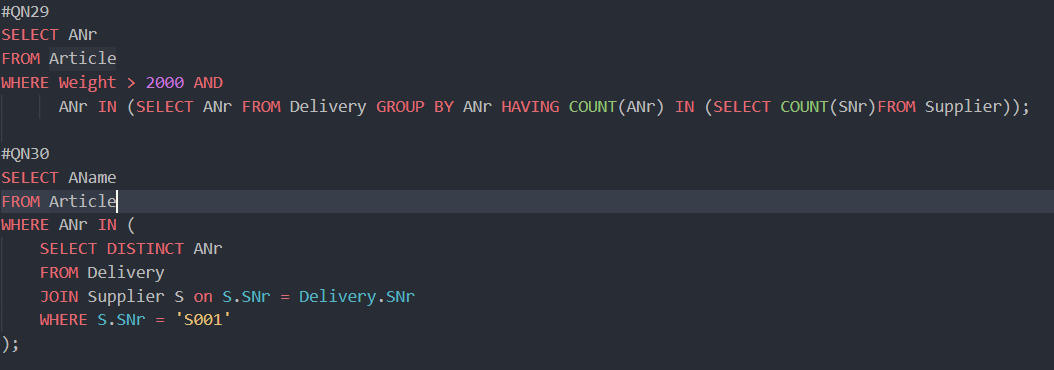 #QN29
SELECT ANr
FROM Article
WHERE Weight > 2000 AND
ANr IN (SELECT ANr FROM Delivery GROUP BY ANr HAVING COUNT(ANr) IN (SELECT COUNT(SNr)FROM Supplier));
#QN30
SELECT AName
FROM Article
WHERE ANr IN (
SELECT DISTINCT ANr
FROM Delivery
JOIN Supplier S on S.SNr = Delivery.SNr
WHERE S.SNr = 'S001'
);